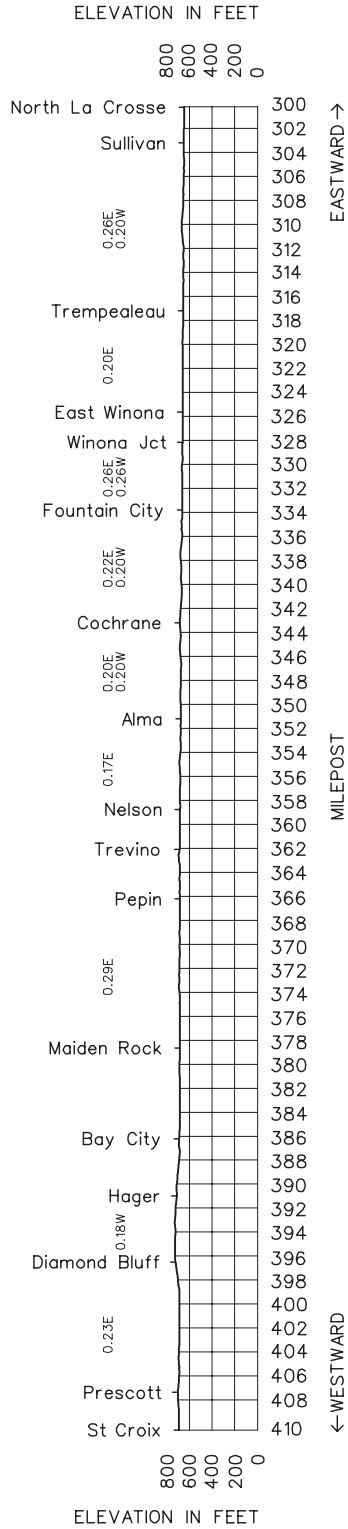 ELEVATION IN FEET
800 600 400 200 0
North La Crosse
Sullivan
0.26E
0.20W
Trempealeau
0.20E
East Winona
Winona Jct
0.26E
0.26W
Fountain City
0.22E
0.20W
Cochrane
0.20E
0.20W
Alma
0.17E
Nelson
Trevino
Pepin
0.29E
Maiden Rock
Bay City
Hager
0.18W
Diamond Bluff
0.23E
Prescott
St Croix
300
302
304
306
308
310
312
314
316
318
320
322
324
326
328
330
332
334
336
338
340
342
344
346
348
350
352
354
356
358
360
362
364
366
368
370
372
374
376
378
380
382
384
386
388
390
392
394
396
398
400
402
404
406
408
410
EASTWARD →
MILEPOST
← WESTWARD
800 600 400 200 0
ELEVATION IN FEET